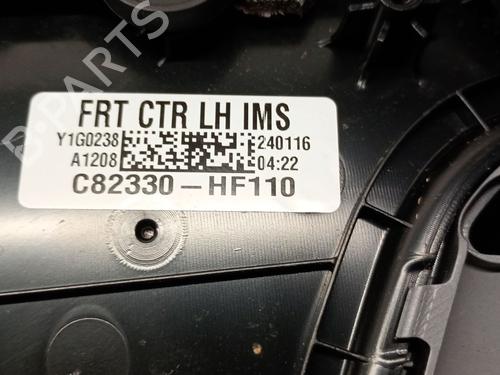 FRT CTR LH IMS
Y1G0238 240116
A1208 04:22
C82330-HF110
B-PARTS